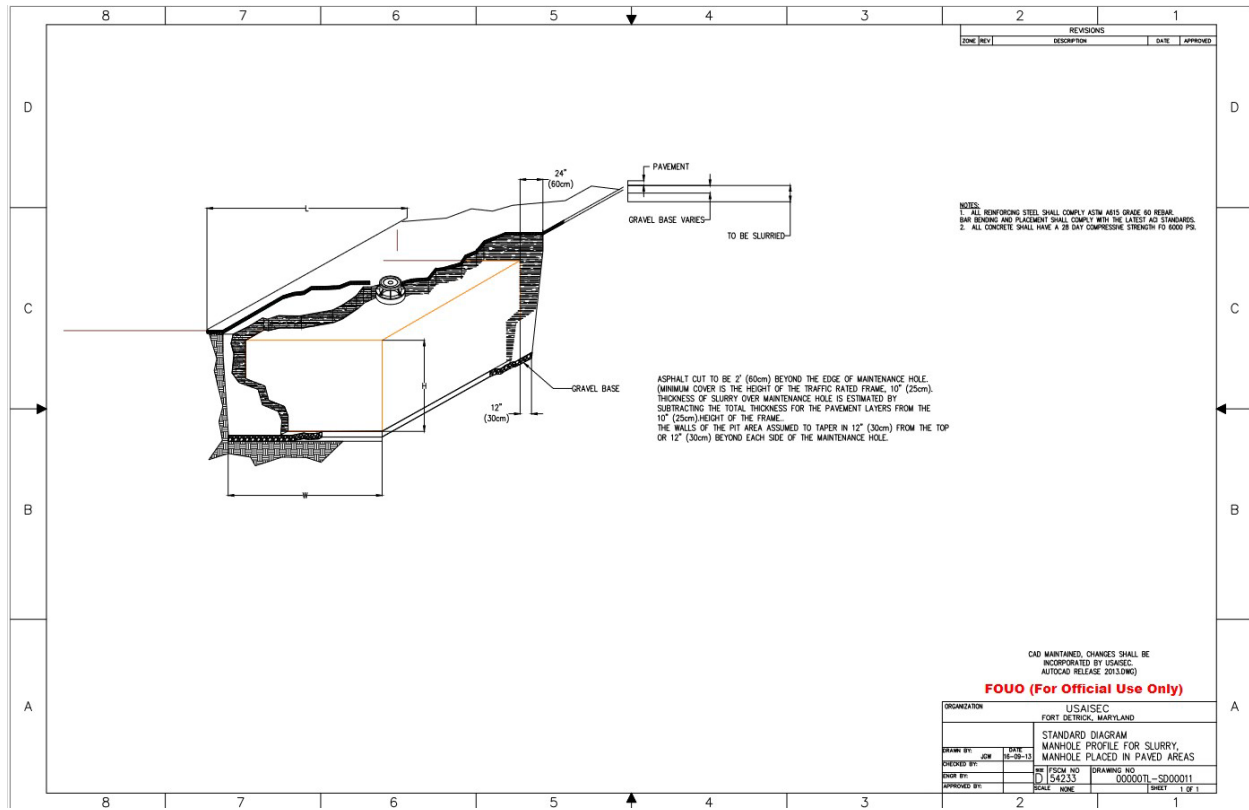 8 7 6 5 4 3 2 1
REVISIONS
ZONE REV DESCRIPTION DATE APPROVED
D D
24"
(60cm)
PAVEMENT
GRAVEL BASE VARIES
TO BE SLURRIED
L
NOTES:
1. ALL REINFORCING STEEL SHALL COMPLY ASTM A615 GRADE 60 REBAR.
BAR BENDING AND PLACEMENT SHALL COMPLY WITH THE LATEST ACI STANDARDS.
2. ALL CONCRETE SHALL HAVE A 28 DAY COMPRESSIVE STRENGTH FO 6000 PSI.
C C
H
GRAVEL BASE
12"
(30cm)
W
ASPHALT CUT TO BE 2' (60cm) BEYOND THE EDGE OF MAINTENANCE HOLE.
(MINIMUM COVER IS THE HEIGHT OF THE TRAFFIC RATED FRAME, 10" (25cm).
THICKNESS OF SLURRY OVER MAINTENANCE HOLE IS ESTIMATED BY
SUBTRACTING THE TOTAL THICKNESS FOR THE PAVEMENT LAYERS FROM THE
10" (25cm).HEIGHT OF THE FRAME..
THE WALLS OF THE PIT AREA ASSUMED TO TAPER IN 12" (30cm) FROM THE TOP
OR 12" (30cm) BEYOND EACH SIDE OF THE MAINTENANCE HOLE.
B B
CAD MAINTAINED, CHANGES SHALL BE
INCORPORATED BY USAISEC.
AUTOCAD RELEASE 2013.DWG)
FOUO (For Official Use Only)
A A
ORGANIZATION
USAISEC
FORT DETRICK, MARYLAND
STANDARD DIAGRAM
MANHOLE PROFILE FOR SLURRY,
MANHOLE PLACED IN PAVED AREAS
DRAWN BY: JGW DATE 16-09-13
CHECKED BY:
ENGR BY:
APPROVED BY:
SIZE D FSCM NO 54233 DRAWING NO 00000TL-SD00011
SCALE NONE SHEET 1 OF 1
8 7 6 5 4 3 2 1